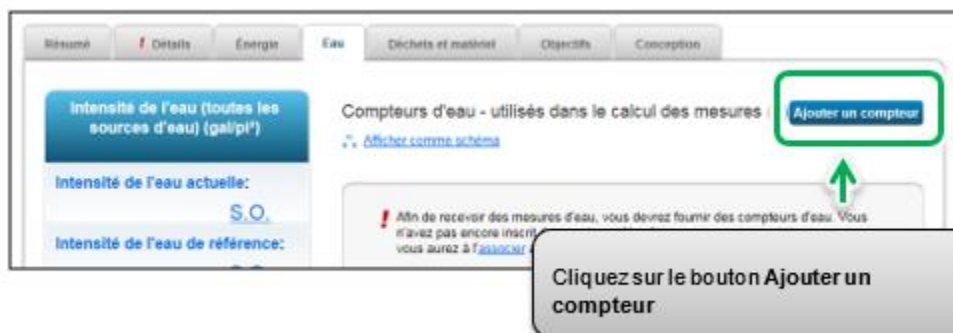 Résumé
! Détails
Énergie
Eau
Déchets et matériel
Objectifs
Conception
Intensité de l'eau (toutes les
sources d'eau) (gal/pi²)
Compteurs d'eau - utilisés dans le calcul des mesures
Ajouter un compteur
Afficher comme schéma
Intensité de l'eau actuelle:
S.O.
Intensité de l'eau de référence:
! Afin de recevoir des mesures d'eau, vous devrez fournir des compteurs d'eau. Vous
n'avez pas encore inscrit
vous aurez à l'associer
Cliquez sur le bouton Ajouter un
compteur